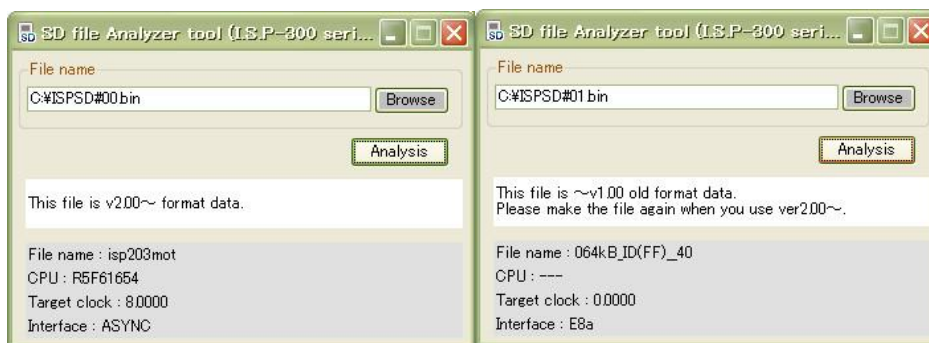 SD file Analyzer tool (I.S.P-300 seri...
File name
C:¥ISPSD#00.bin
Browse
Analysis
This file is v2.00～ format data.
File name : isp203mot
CPU : R5F61654
Target clock : 8.0000
Interface : ASYNC
SD file Analyzer tool (I.S.P-300 seri...
File name
C:¥ISPSD#01.bin
Browse
Analysis
This file is ～v1.00 old format data.
Please make the file again when you use ver2.00～.
File name : 064kB_ID(FF)_40
CPU : ---
Target clock : 0.0000
Interface : E8a